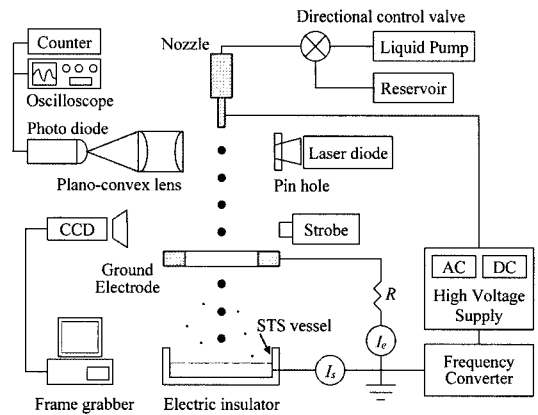 Directional control valve
Counter
Nozzle
Liquid Pump
Oscilloscope
Reservoir
Photo diode
Laser diode
Plano-convex lens
Pin hole
CCD
Strobe
Ground
Electrode
AC
DC
High Voltage
Supply
R
STS vessel
Ie
Is
Frequency
Converter
Frame grabber
Electric insulator